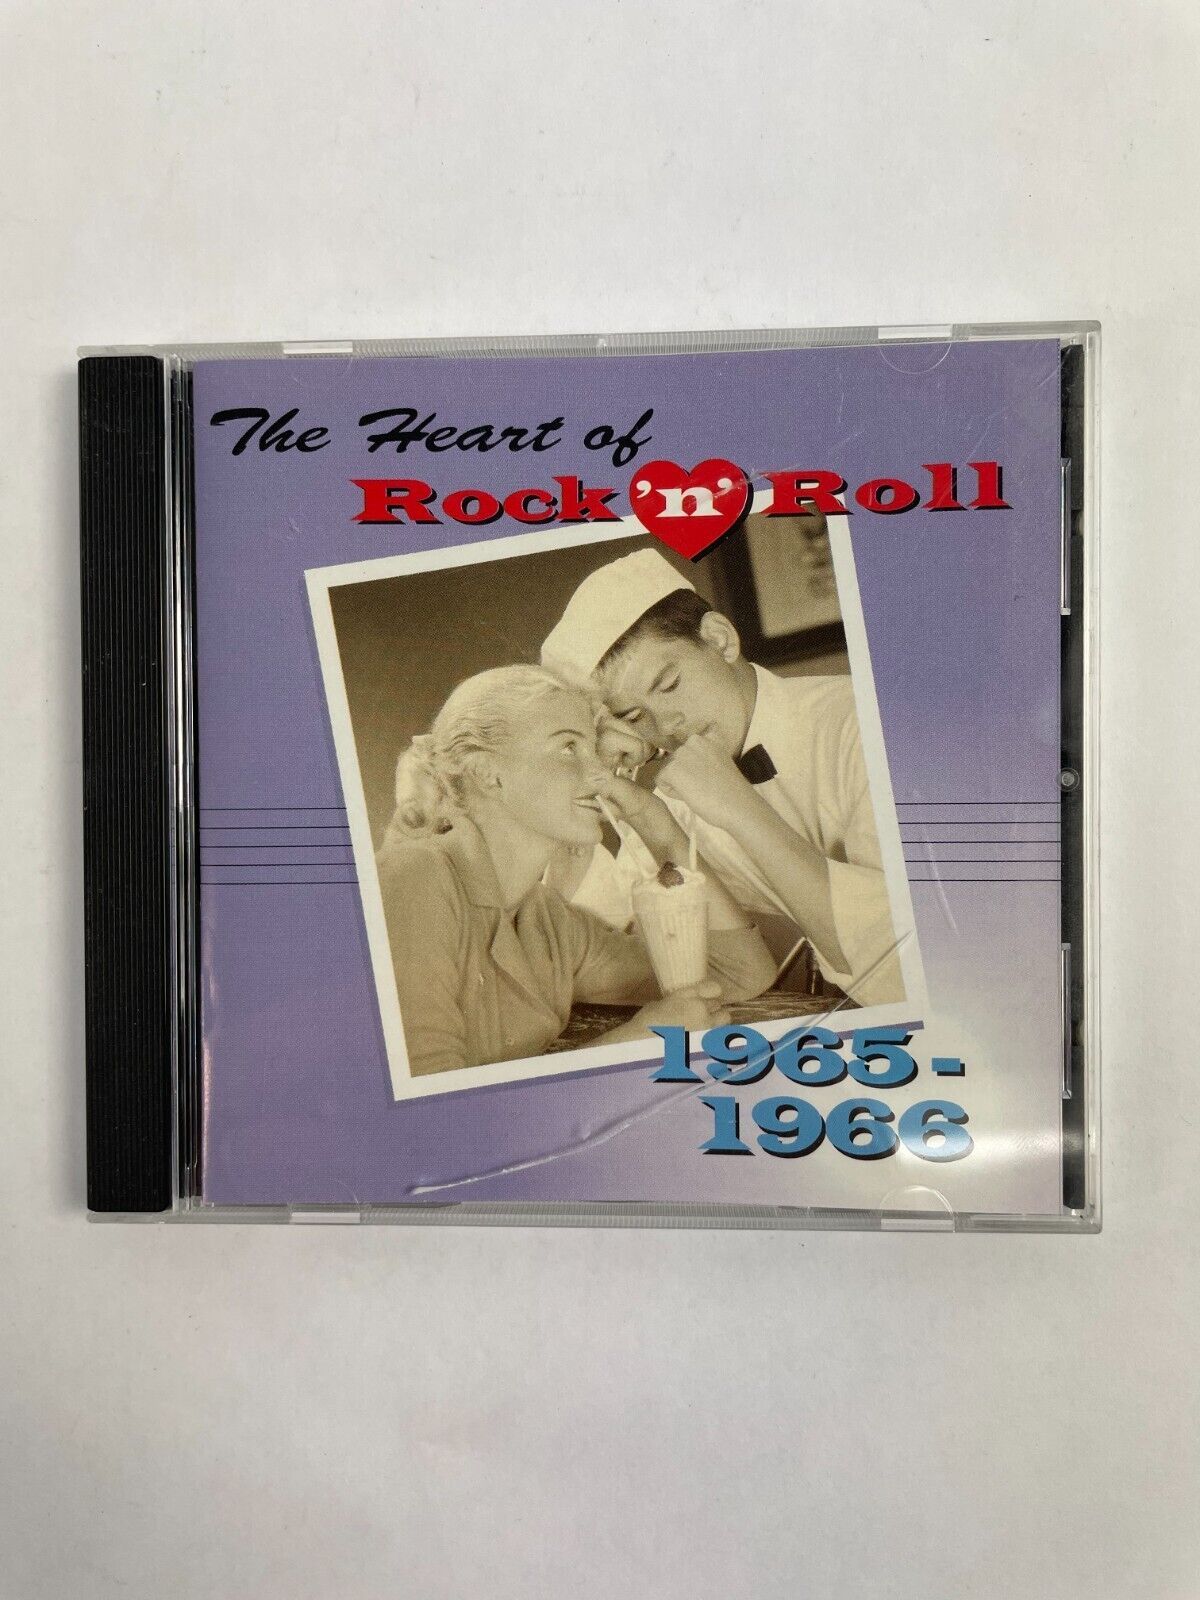 The Heart of
Rock 'n' Roll
1965-
1966